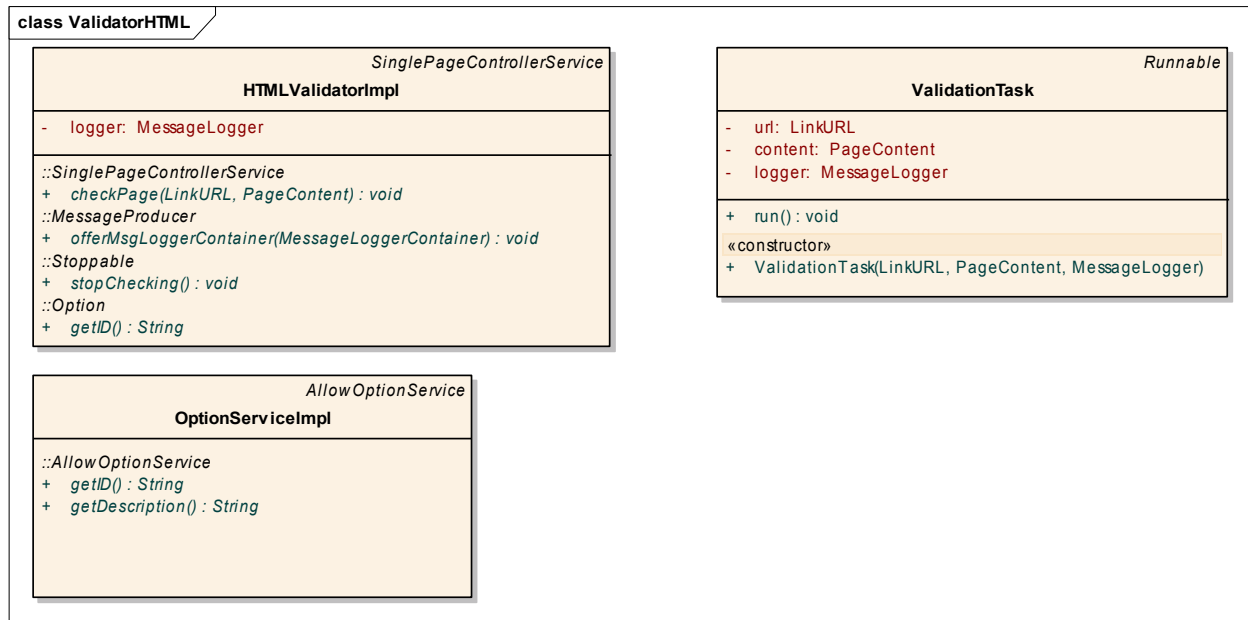 class ValidatorHTML
SinglePageControllerService
HTMLValidatorImpl
- logger: MessageLogger
::SinglePageControllerService
+ checkPage(LinkURL, PageContent) : void
::MessageProducer
+ offerMsgLoggerContainer(MessageLoggerContainer) : void
::Stoppable
+ stopChecking() : void
::Option
+ getID() : String
Runnable
ValidationTask
- url: LinkURL
- content: PageContent
- logger: MessageLogger
+ run() : void
«constructor»
+ ValidationTask(LinkURL, PageContent, MessageLogger)
AllowOptionService
OptionServiceImpl
::AllowOptionService
+ getID() : String
+ getDescription() : String